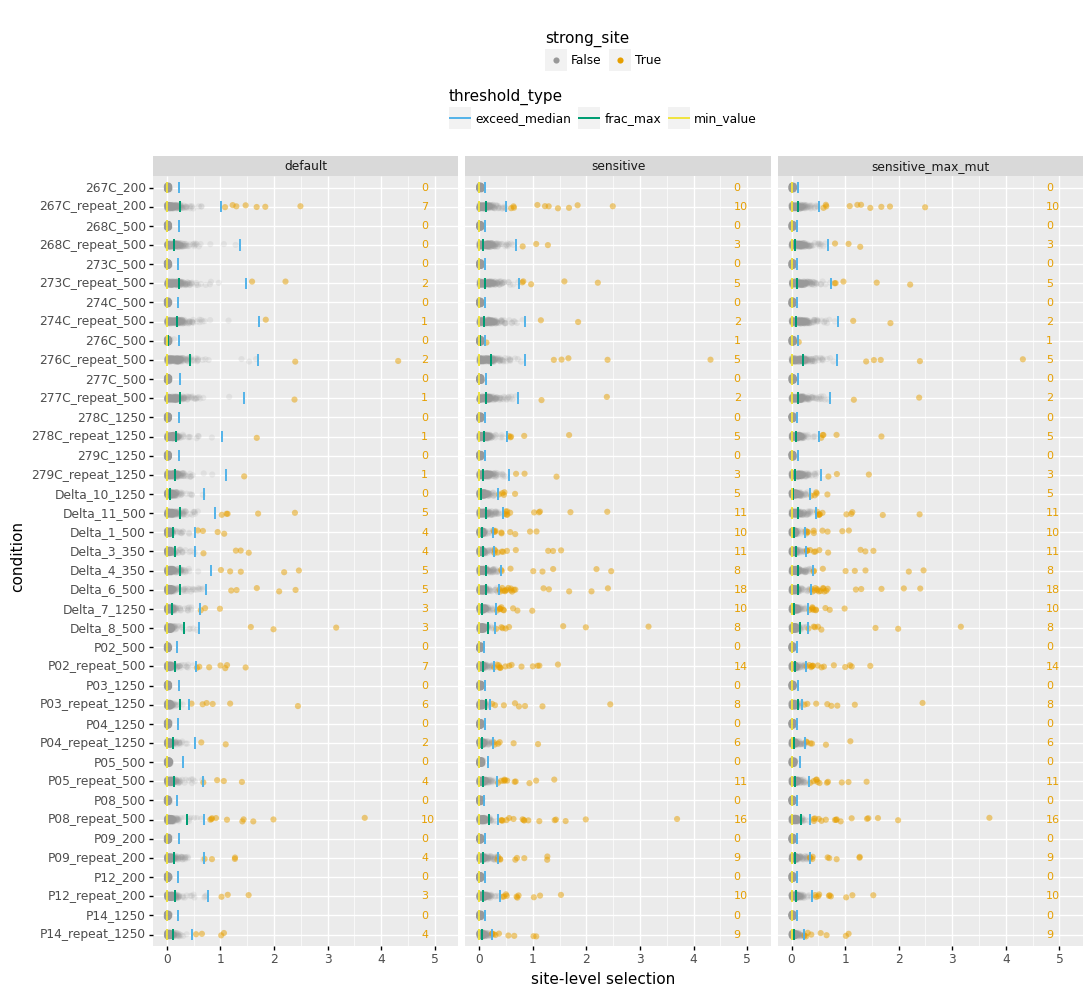 strong_site
False True
threshold_type
exceed_median frac_max min_value
default sensitive sensitive_max_mut
267C_200 0 0 0
267C_repeat_200 7 10 10
268C_500 0 0 0
268C_repeat_500 0 3 3
273C_500 0 0 0
273C_repeat_500 2 5 5
274C_500 0 0 0
274C_repeat_500 1 2 2
276C_500 0 1 1
276C_repeat_500 2 5 5
277C_500 0 0 0
277C_repeat_500 1 2 2
278C_1250 0 0 0
278C_repeat_1250 1 5 5
279C_1250 0 0 0
279C_repeat_1250 1 3 3
Delta_10_1250 0 5 5
Delta_11_500 5 11 11
Delta_1_500 4 10 10
Delta_3_350 4 11 11
Delta_4_350 5 8 8
Delta_6_500 5 18 18
Delta_7_1250 3 10 10
Delta_8_500 3 8 8
P02_500 0 0 0
P02_repeat_500 7 14 14
P03_1250 0 0 0
P03_repeat_1250 6 8 8
P04_1250 0 0 0
P04_repeat_1250 2 6 6
P05_500 0 0 0
P05_repeat_500 4 11 11
P08_500 0 0 0
P08_repeat_500 10 16 16
P09_200 0 0 0
P09_repeat_200 4 9 9
P12_200 0 0 0
P12_repeat_200 3 10 10
P14_1250 0 0 0
P14_repeat_1250 4 9 9
condition
0 1 2 3 4 5 0 1 2 3 4 5 0 1 2 3 4 5
site-level selection